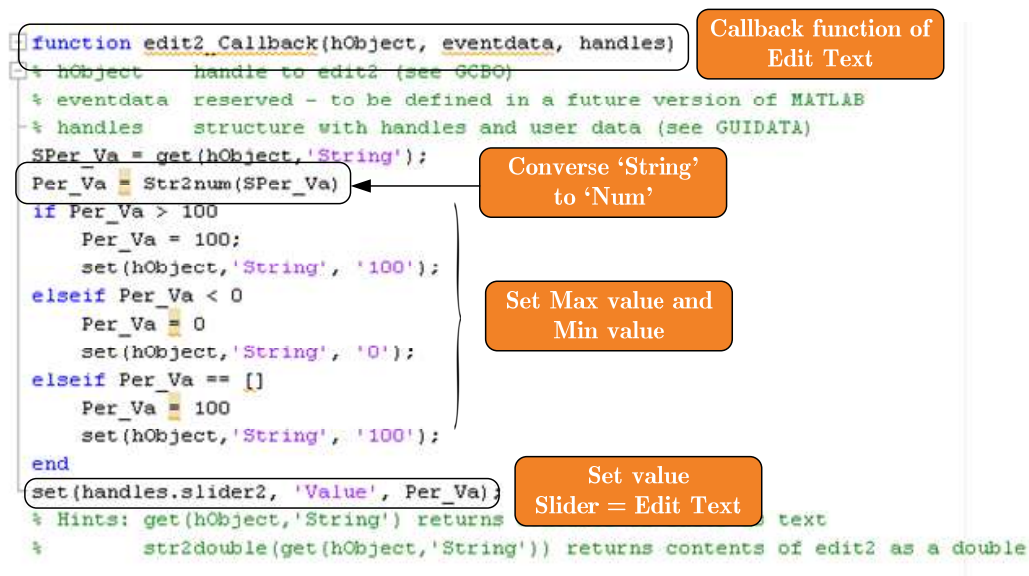 function edit2_Callback(hObject, eventdata, handles)
Callback function of
Edit Text
% hObject    handle to edit2 (see GCBO)
% eventdata  reserved - to be defined in a future version of MATLAB
% handles    structure with handles and user data (see GUIDATA)
SPer_Va = get(hObject,'String');
Per_Va = Str2num(SPer_Va)
Converse ‘String’
to ‘Num’
if Per_Va > 100
    Per_Va = 100;
    set(hObject,'String', '100');
elseif Per_Va < 0
    Per_Va = 0
    set(hObject,'String', '0');
elseif Per_Va == []
    Per_Va = 100
    set(hObject,'String', '100');
end
Set Max value and
Min value
set(handles.slider2, 'Value', Per_Va);
Set value
Slider = Edit Text
% Hints: get(hObject,'String') returns text
%        str2double(get(hObject,'String')) returns contents of edit2 as a double